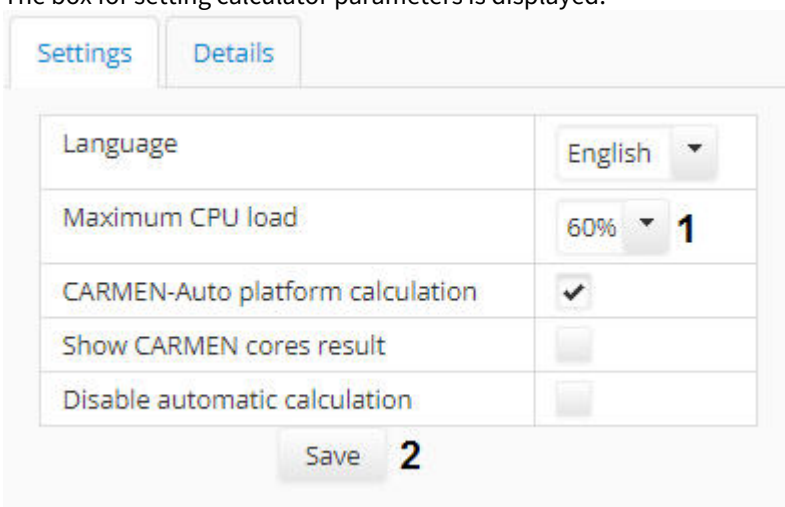 The box for setting calculator parameters is displayed.
Settings Details
Language English
Maximum CPU load 60% 1
CARMEN-Auto platform calculation
Show CARMEN cores result
Disable automatic calculation
Save 2